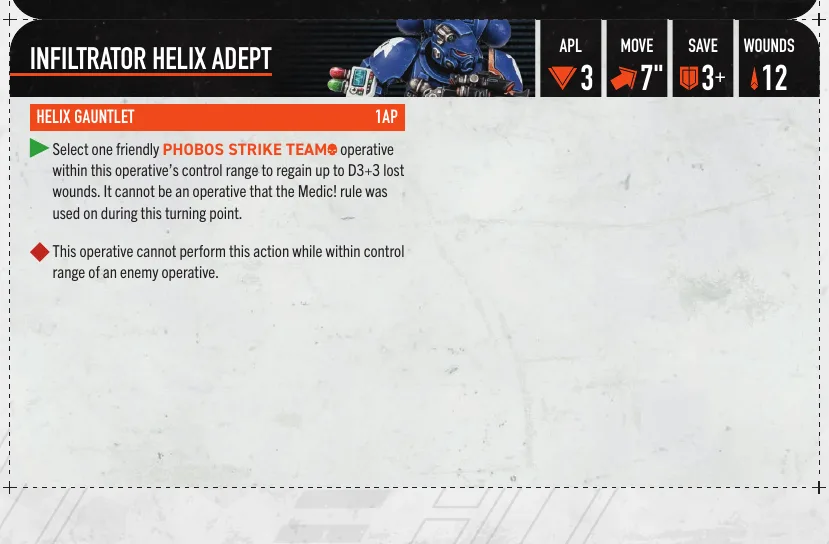 INFILTRATOR HELIX ADEPT
APL
3
MOVE
7"
SAVE
3+
WOUNDS
12
HELIX GAUNTLET 1AP
Select one friendly PHOBOS STRIKE TEAM operative
within this operative's control range to regain up to D3+3 lost
wounds. It cannot be an operative that the Medic! rule was
used on during this turning point.
This operative cannot perform this action while within control
range of an enemy operative.